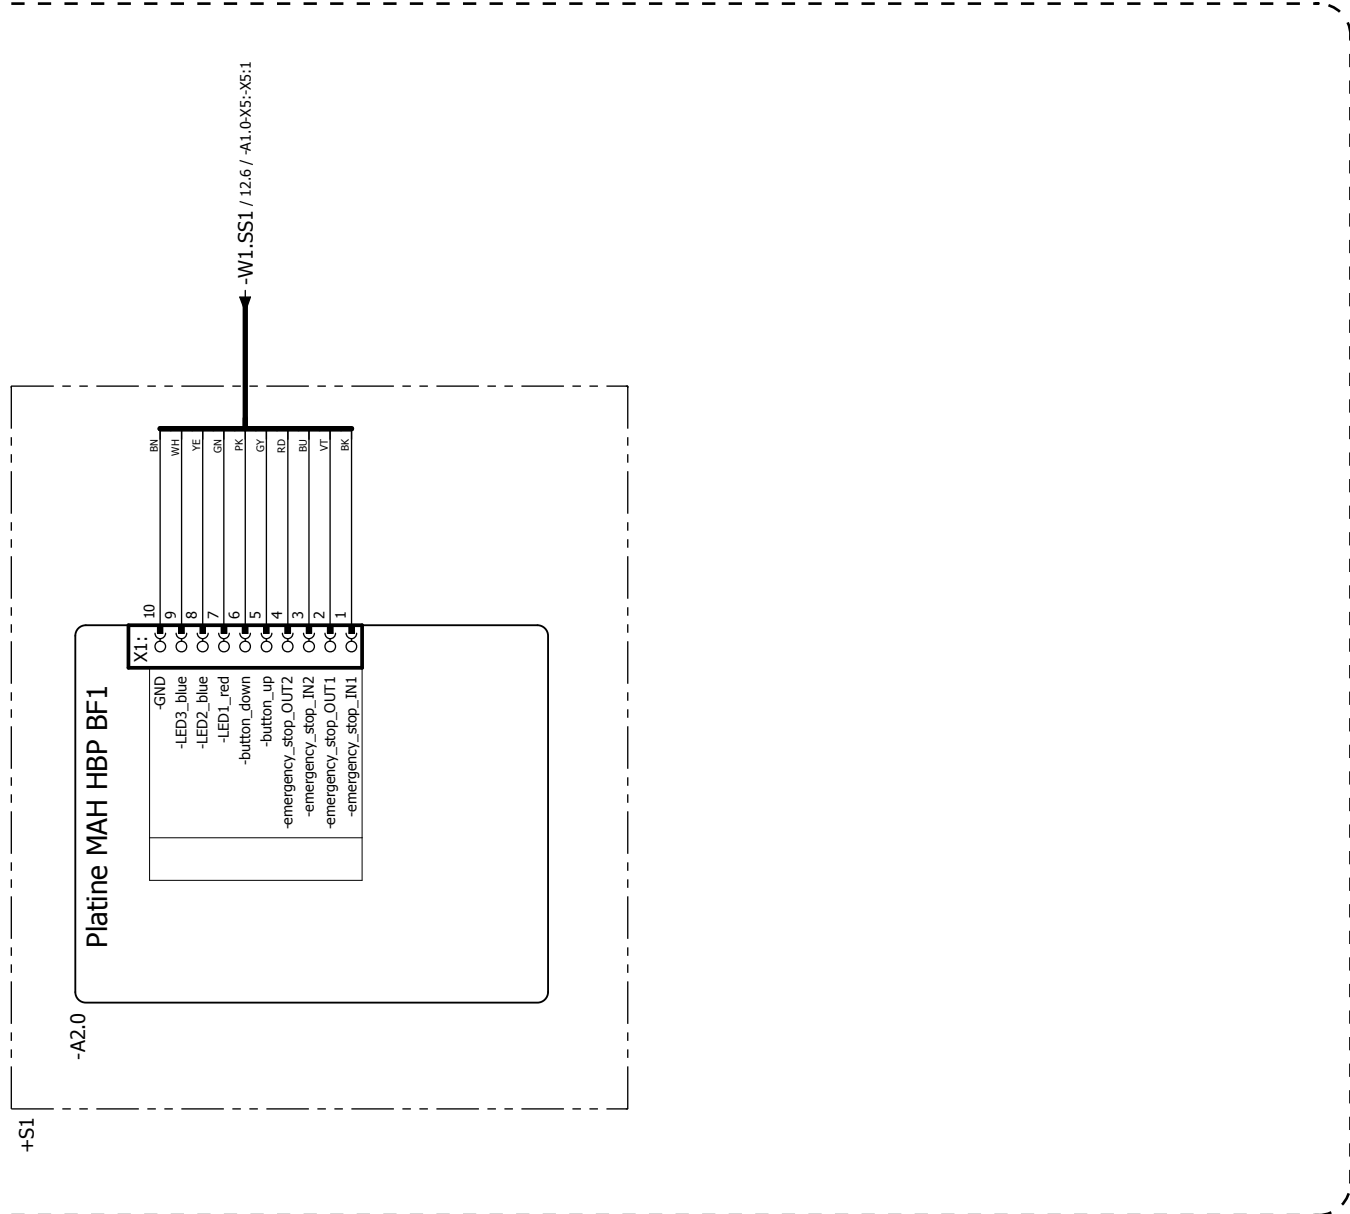 -W1.SS1 / 12.6 / -A1.0-X5:-X5:1
BN
WH
YE
GN
PK
GY
RD
BU
VT
BK
10
9
8
7
6
5
4
3
2
1
X1:
-GND
-LED3_blue
-LED2_blue
-LED1_red
-button_down
-button_up
-emergency_stop_OUT2
-emergency_stop_IN2
-emergency_stop_OUT1
-emergency_stop_IN1
Platine MAH HBP BF1
-A2.0
+S1